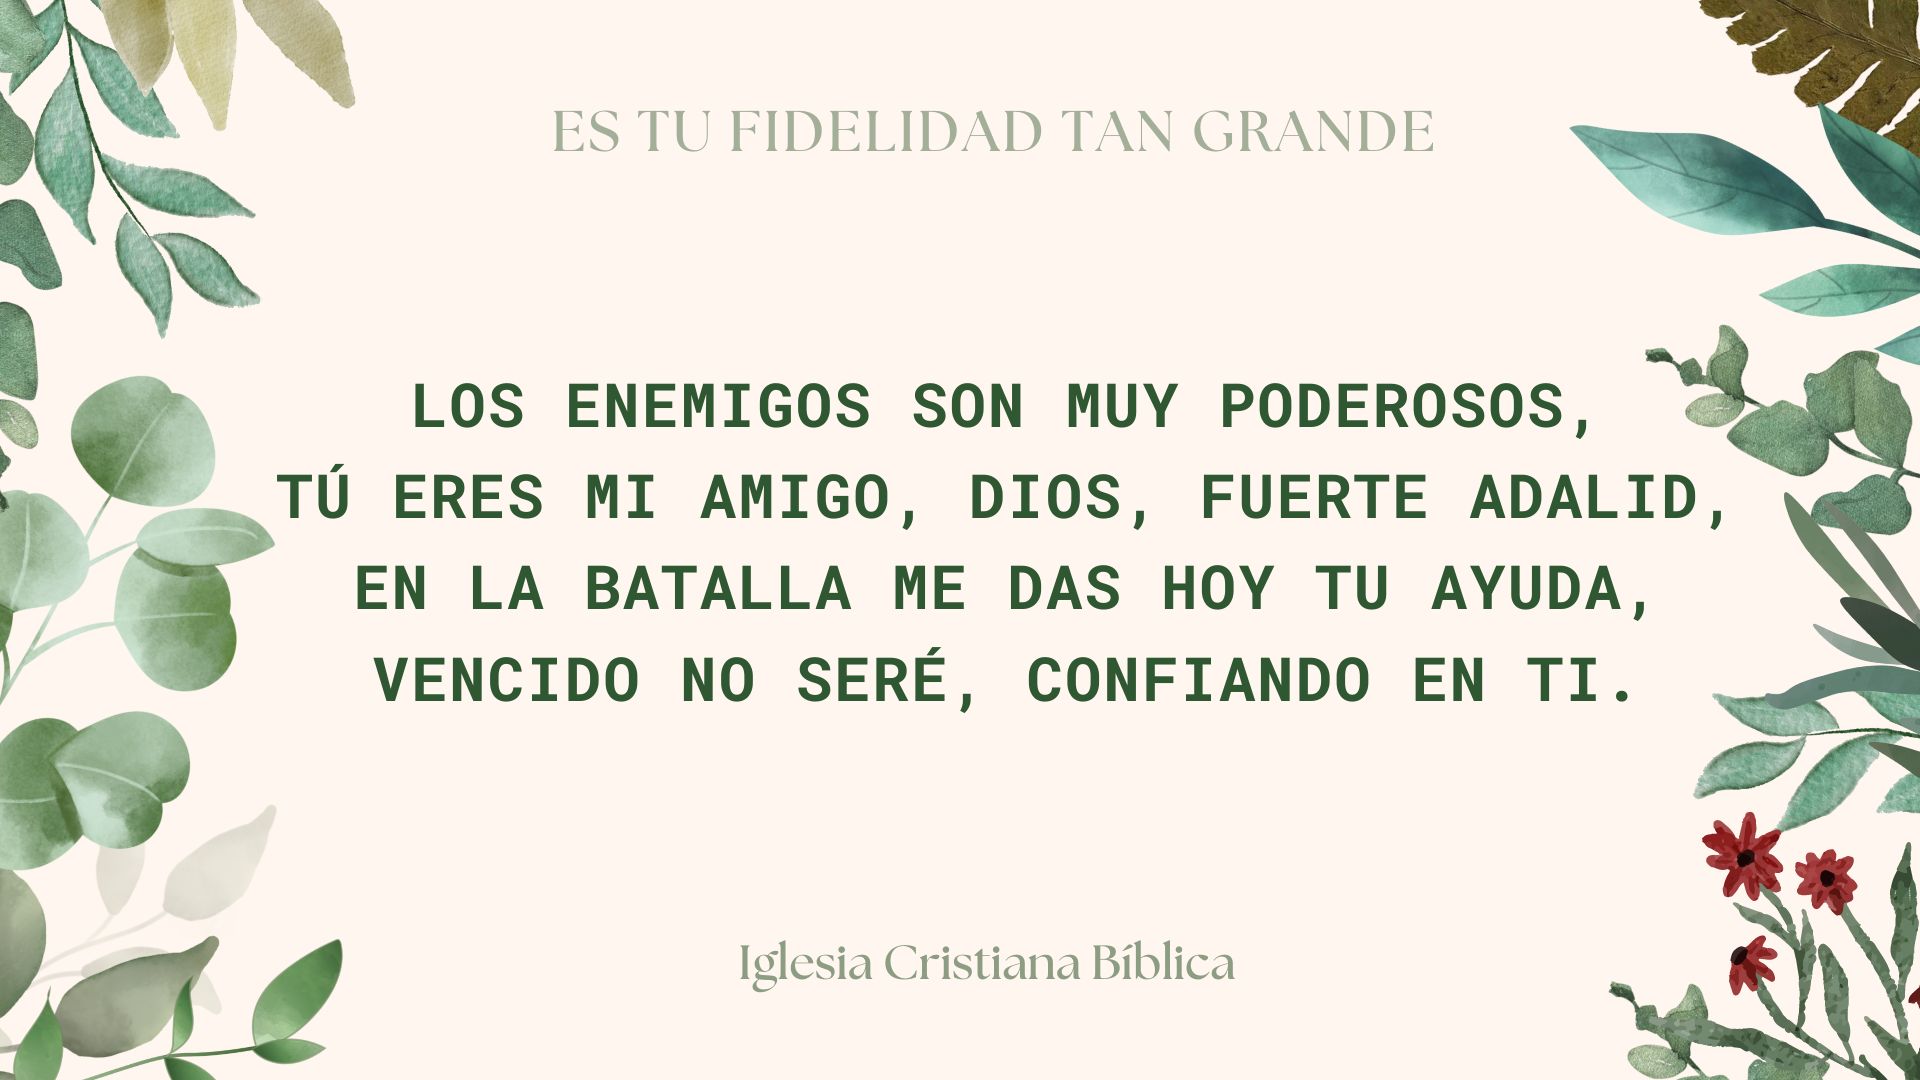 ES TU FIDELIDAD TAN GRANDE
LOS ENEMIGOS SON MUY PODEROSOS,
TÚ ERES MI AMIGO, DIOS, FUERTE ADALID,
EN LA BATALLA ME DAS HOY TU AYUDA,
VENCIDO NO SERÉ, CONFIANDO EN TI.
Iglesia Cristiana Bíblica